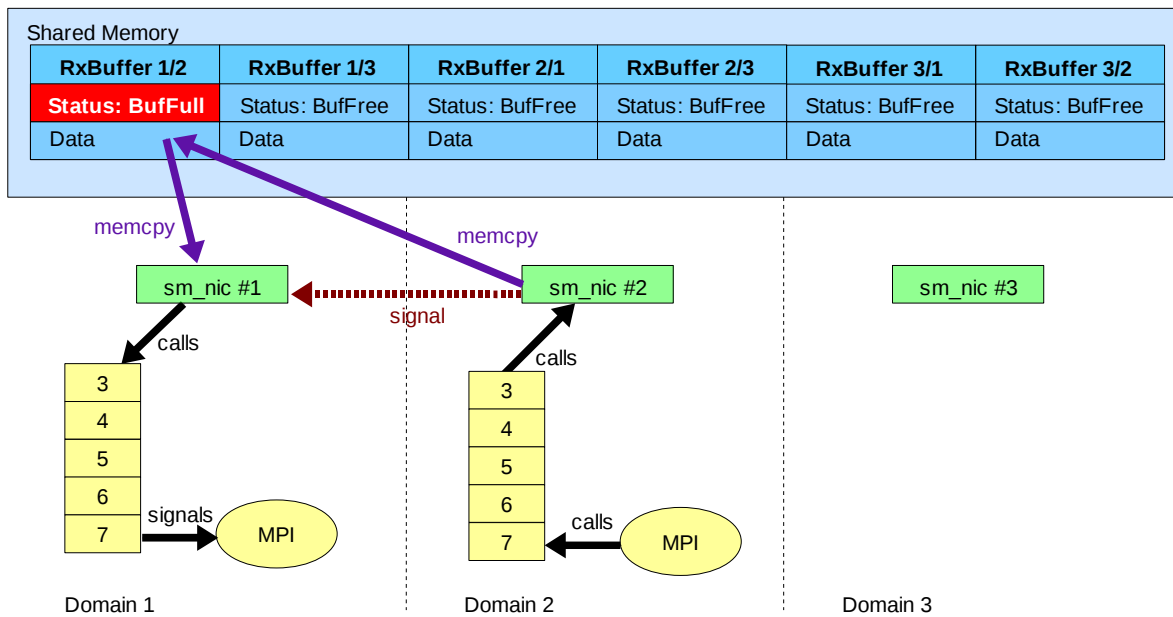 Shared Memory
RxBuffer 1/2 RxBuffer 1/3 RxBuffer 2/1 RxBuffer 2/3 RxBuffer 3/1 RxBuffer 3/2
Status: BufFull Status: BufFree Status: BufFree Status: BufFree Status: BufFree Status: BufFree
Data Data Data Data Data Data
memcpy memcpy
sm_nic #1 sm_nic #2 sm_nic #3
signal
calls calls
3 3
4 4
5 5
6 6
signals calls
7 MPI 7 MPI
Domain 1 Domain 2 Domain 3